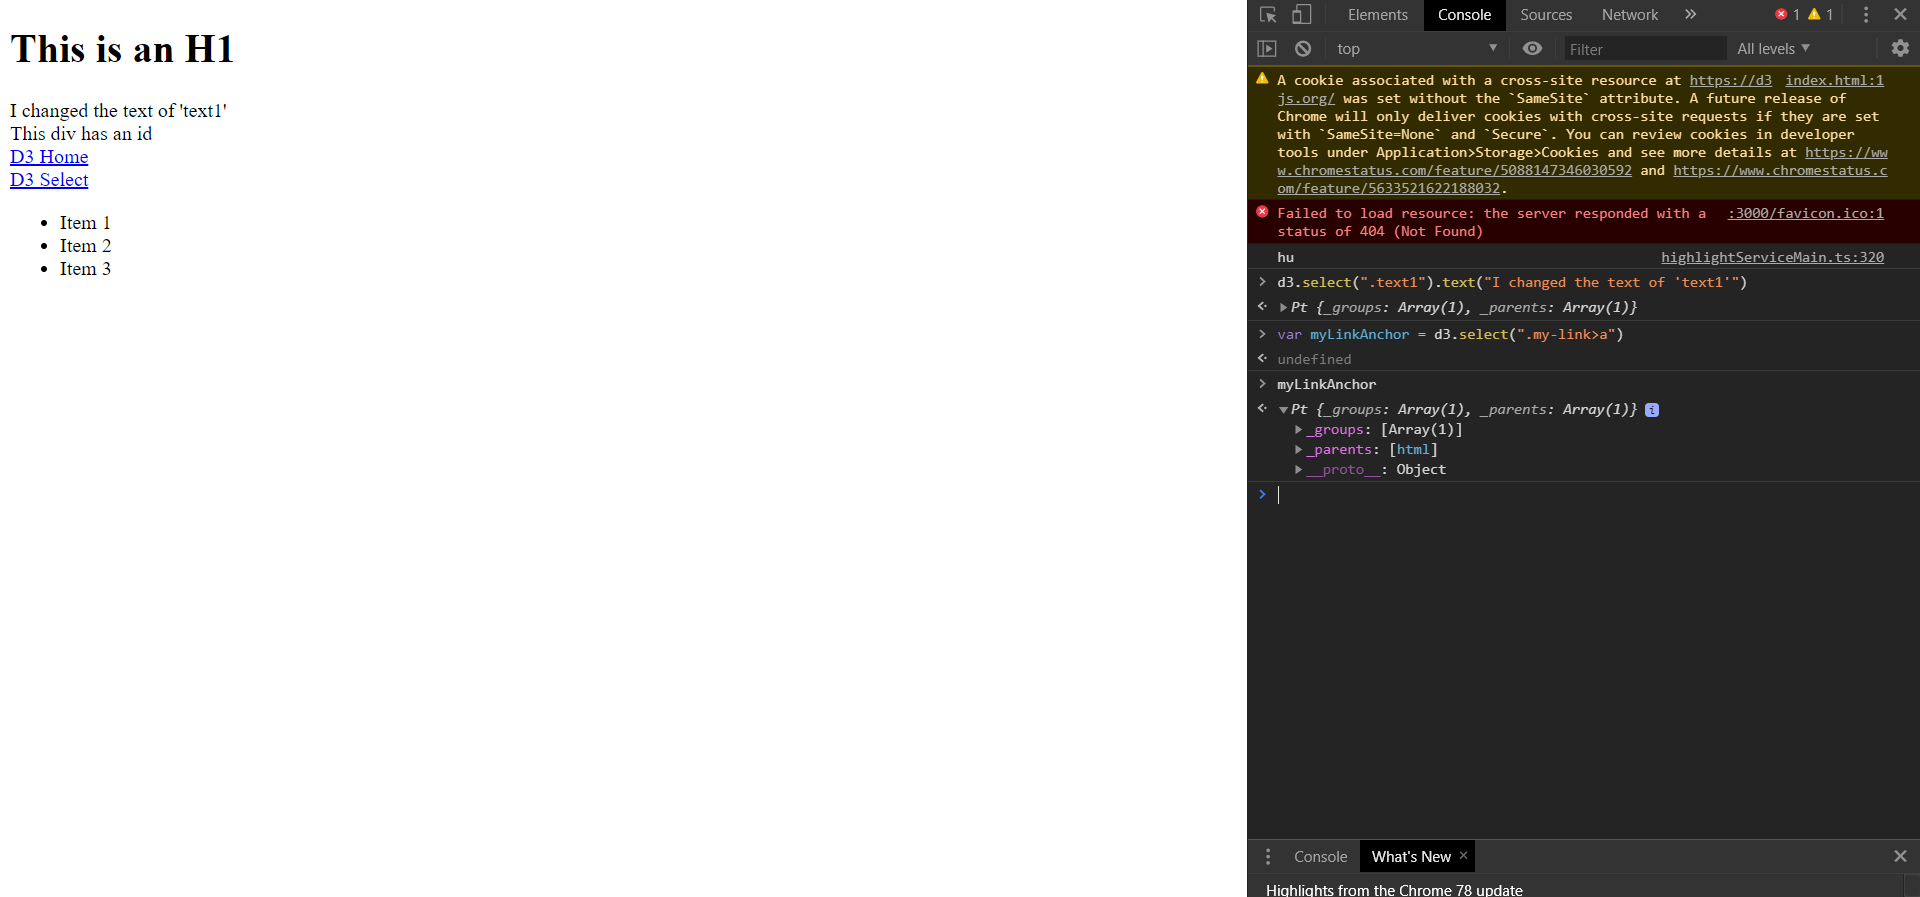 This is an H1
I changed the text of 'text1'
This div has an id
D3 Home
D3 Select
Item 1
Item 2
Item 3
Elements Console Sources Network » 1 1
top Filter All levels
A cookie associated with a cross-site resource at https://d3 index.html:1
js.org/ was set without the `SameSite` attribute. A future release of
Chrome will only deliver cookies with cross-site requests if they are set
with `SameSite=None` and `Secure`. You can review cookies in developer
tools under Application>Storage>Cookies and see more details at https://ww
w.chromestatus.com/feature/5088147346030592 and https://www.chromestatus.c
om/feature/5633521622188032.
Failed to load resource: the server responded with a :3000/favicon.ico:1
status of 404 (Not Found)
hu highlightServiceMain.ts:320
d3.select(".text1").text("I changed the text of 'text1'")
Pt {_groups: Array(1), _parents: Array(1)}
var myLinkAnchor = d3.select(".my-link>a")
undefined
myLinkAnchor
Pt {_groups: Array(1), _parents: Array(1)} i
_groups: [Array(1)]
_parents: [html]
__proto__: Object
Console What's New
Highlights from the Chrome 78 update